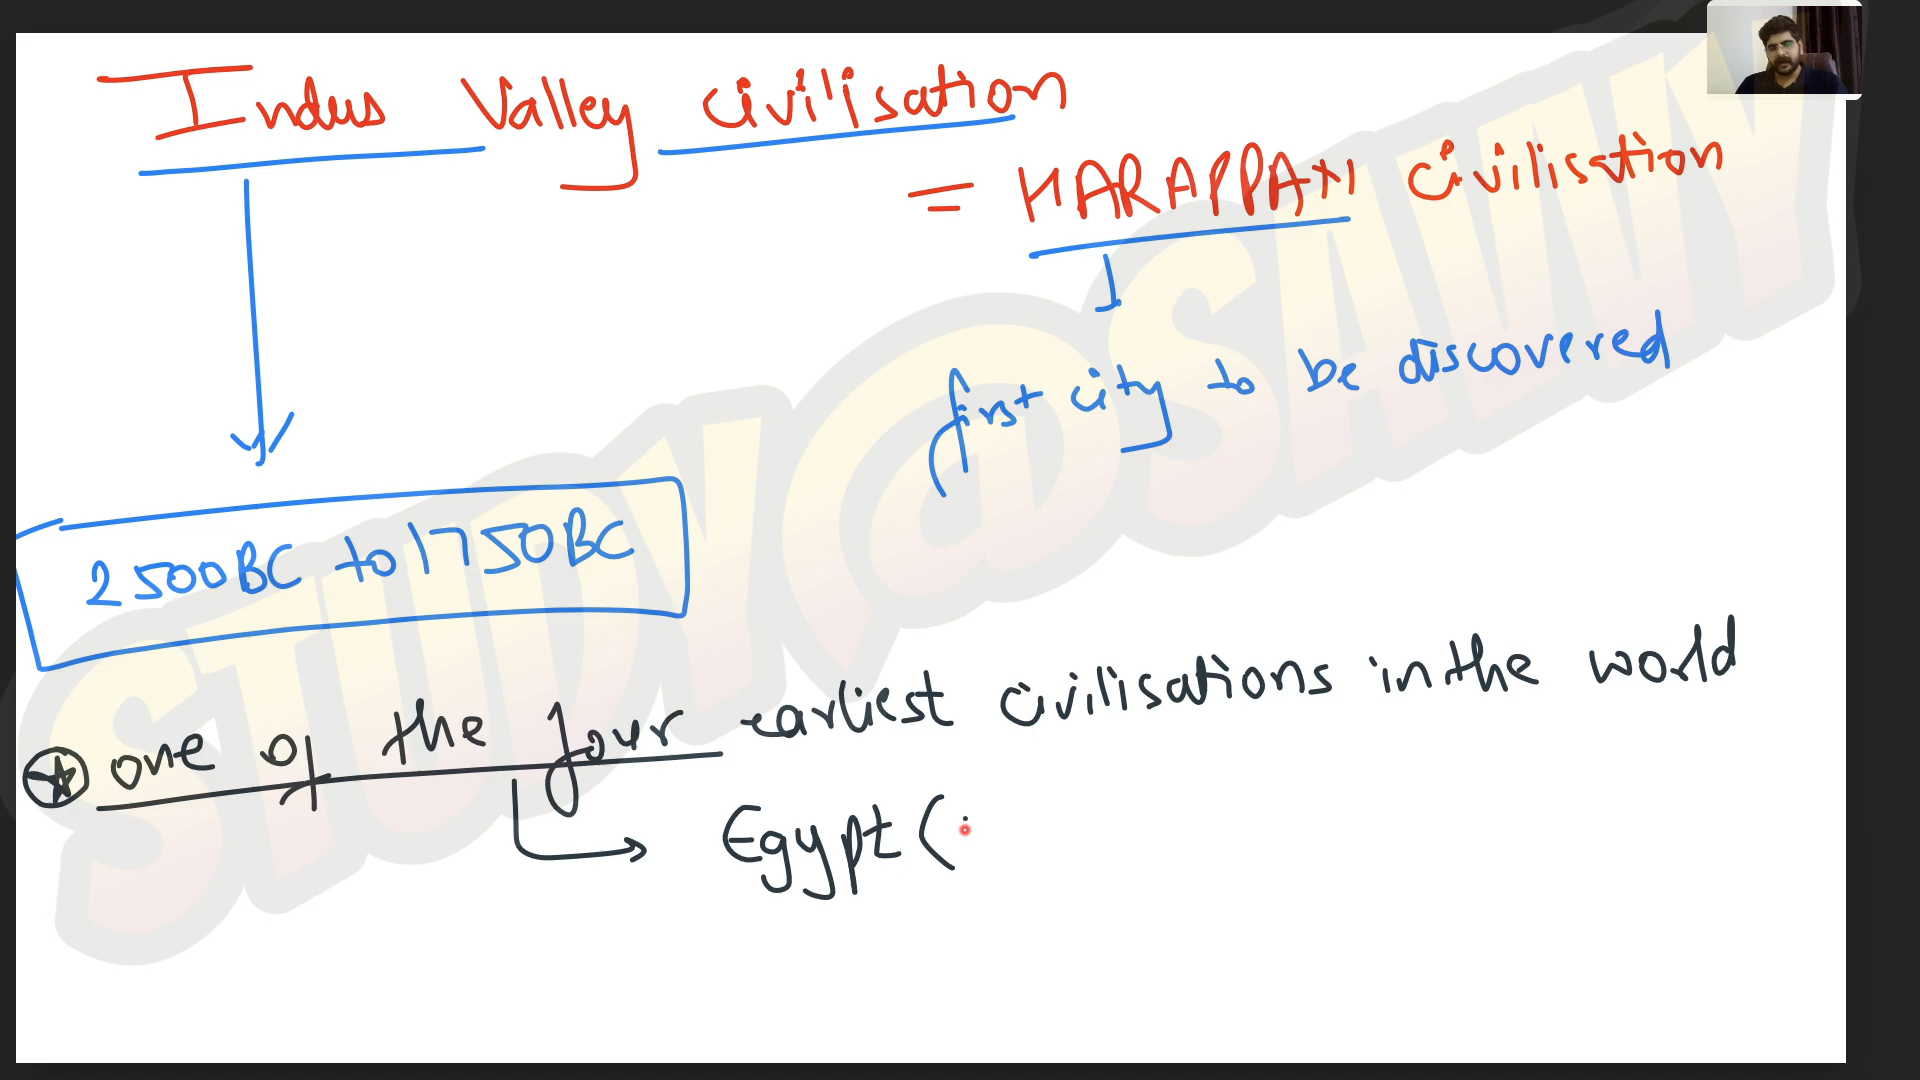 Indus Valley civilisation
= HARAPPAN civilisation
first city to be discovered
2500BC to 1750BC
one of the four earliest civilisations in the world
Egypt (
STUDY@SAVVY